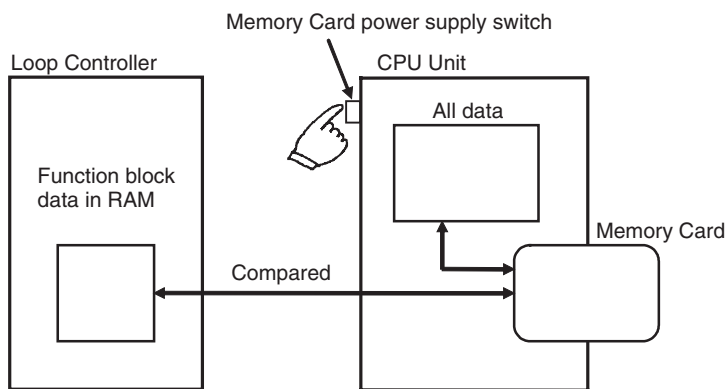 Memory Card power supply switch
Loop Controller
CPU Unit
All data
Function block
data in RAM
Memory Card
Compared